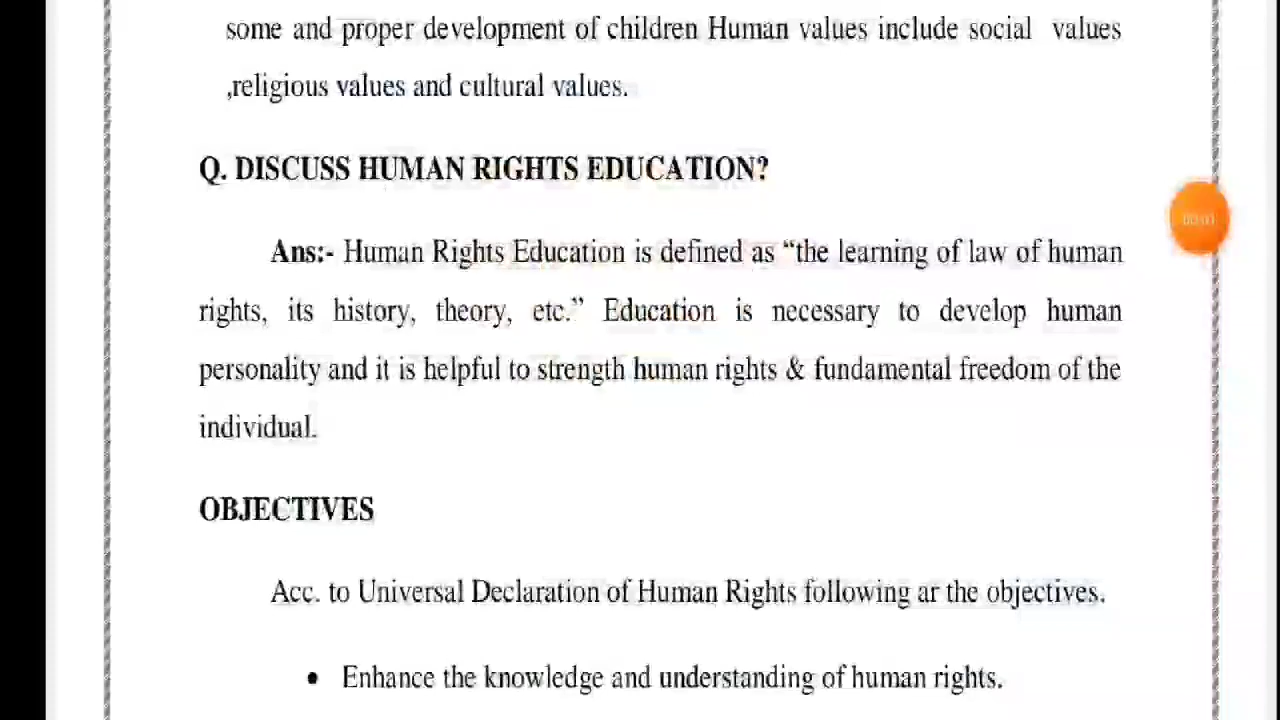 some and proper development of children Human values include social values
,religious values and cultural values.
Q. DISCUSS HUMAN RIGHTS EDUCATION?
Ans:- Human Rights Education is defined as “the learning of law of human
rights, its history, theory, etc.” Education is necessary to develop human
personality and it is helpful to strength human rights & fundamental freedom of the
individual.
OBJECTIVES
Acc. to Universal Declaration of Human Rights following ar the objectives.
• Enhance the knowledge and understanding of human rights.